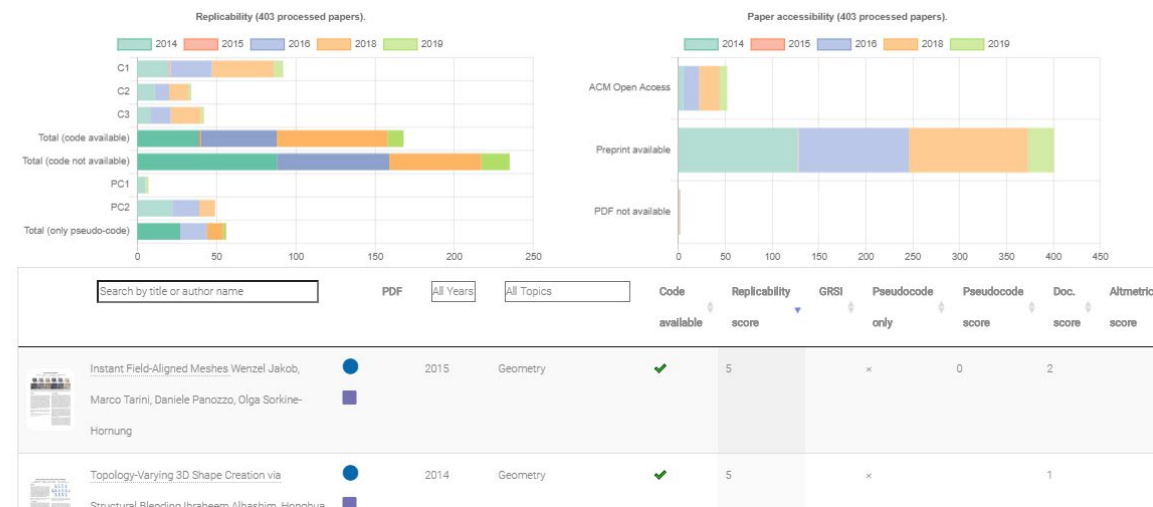 Replicability (403 processed papers).
2014 2015 2016 2018 2019
C1
C2
C3
Total (code available)
Total (code not available)
PC1
PC2
Total (only pseudo-code)
0 50 100 150 200 250
Paper accessibility (403 processed papers).
2014 2015 2016 2018 2019
ACM Open Access
Preprint available
PDF not available
0 50 100 150 200 250 300 350 400 450
Search by title or author name PDF All Years All Topics Code Replicability GRSI Pseudocode Pseudocode Doc. Altmetric
available score only score score score
Instant Field-Aligned Meshes Wenzel Jakob, 2015 Geometry ✔ 5 × 0 2
Marco Tarini, Daniele Panozzo, Olga Sorkine-
Hornung
Topology-Varying 3D Shape Creation via 2014 Geometry ✔ 5 × 1
Structural Blending Ibraheem Alhashim, Honghua